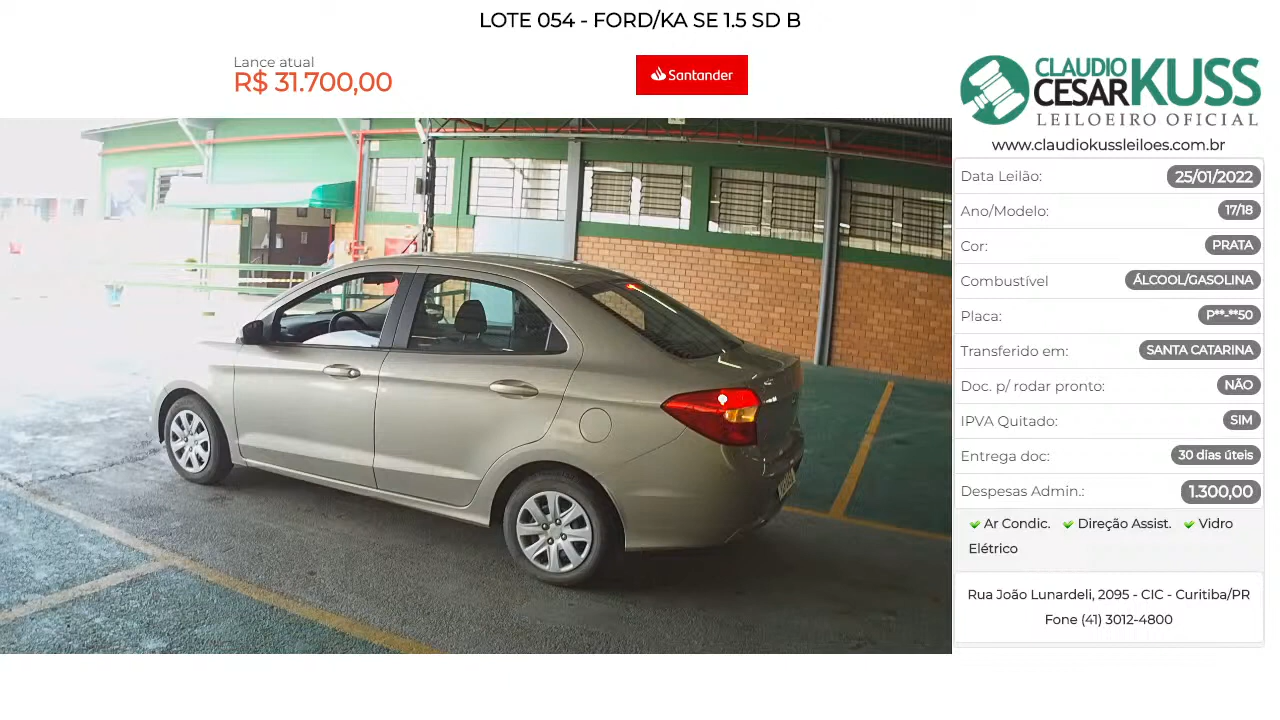 LOTE 054 - FORD/KA SE 1.5 SD B
Lance atual
R$ 31.700,00
Santander
CLAUDIO
CESAR KUSS
LEILOEIRO OFICIAL
www.claudiokussleiloes.com.br
Data Leilão: 25/01/2022
Ano/Modelo: 17/18
Cor: PRATA
Combustível ÁLCOOL/GASOLINA
Placa: P**-**50
Transferido em: SANTA CATARINA
Doc. p/ rodar pronto: NÃO
IPVA Quitado: SIM
Entrega doc: 30 dias úteis
Despesas Admin.: 1.300,00
Ar Condic. Direção Assist. Vidro
Elétrico
Rua João Lunardeli, 2095 - CIC - Curitiba/PR
Fone (41) 3012-4800